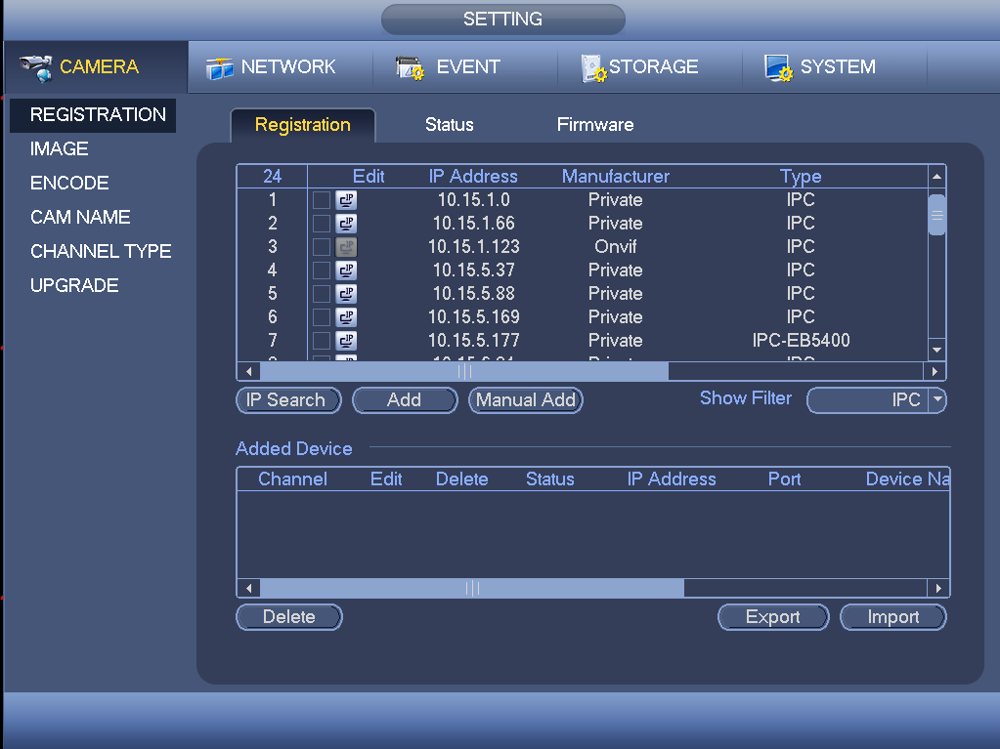 SETTING
CAMERA NETWORK EVENT STORAGE SYSTEM
REGISTRATION
IMAGE
ENCODE
CAM NAME
CHANNEL TYPE
UPGRADE
Registration Status Firmware
24 Edit IP Address Manufacturer Type
1 10.15.1.0 Private IPC
2 10.15.1.66 Private IPC
3 10.15.1.123 Onvif IPC
4 10.15.5.37 Private IPC
5 10.15.5.88 Private IPC
6 10.15.5.169 Private IPC
7 10.15.5.177 Private IPC-EB5400
IP Search Add Manual Add Show Filter IPC
Added Device
Channel Edit Delete Status IP Address Port Device Na
Delete Export Import